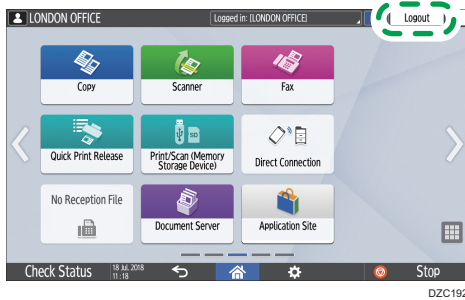 LONDON OFFICE
Logged in: [LONDON OFFICE]
Logout
Copy
Scanner
Fax
Quick Print Release
SD
Print/Scan (Memory
Storage Device)
Direct Connection
No Reception File
Document Server
Application Site
Check Status
18 Jul. 2018
11 : 18
Stop
DZC192